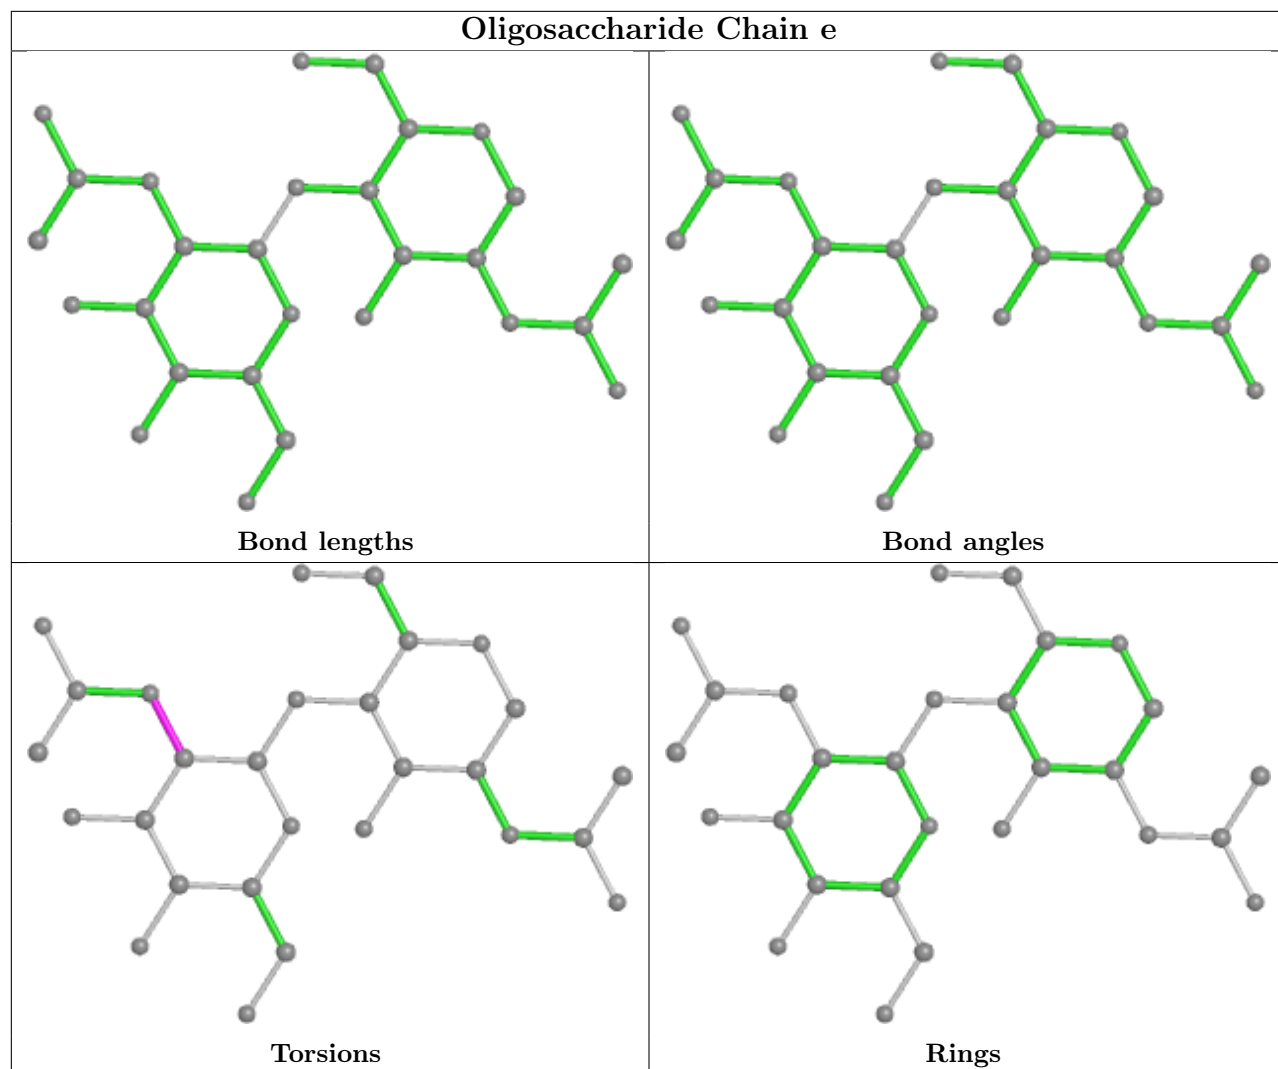 Oligosaccharide Chain e
Bond lengths
Bond angles
Torsions
Rings